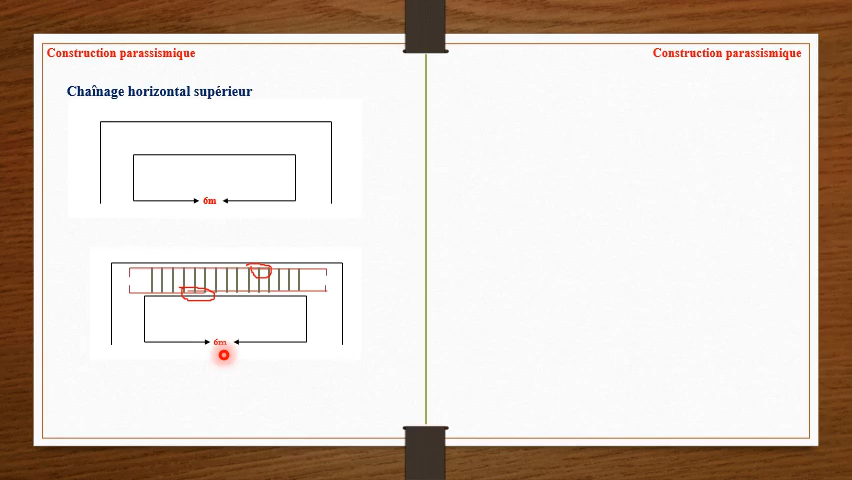 Construction parassismique
Construction parassismique
Chaînage horizontal supérieur
6m
6m